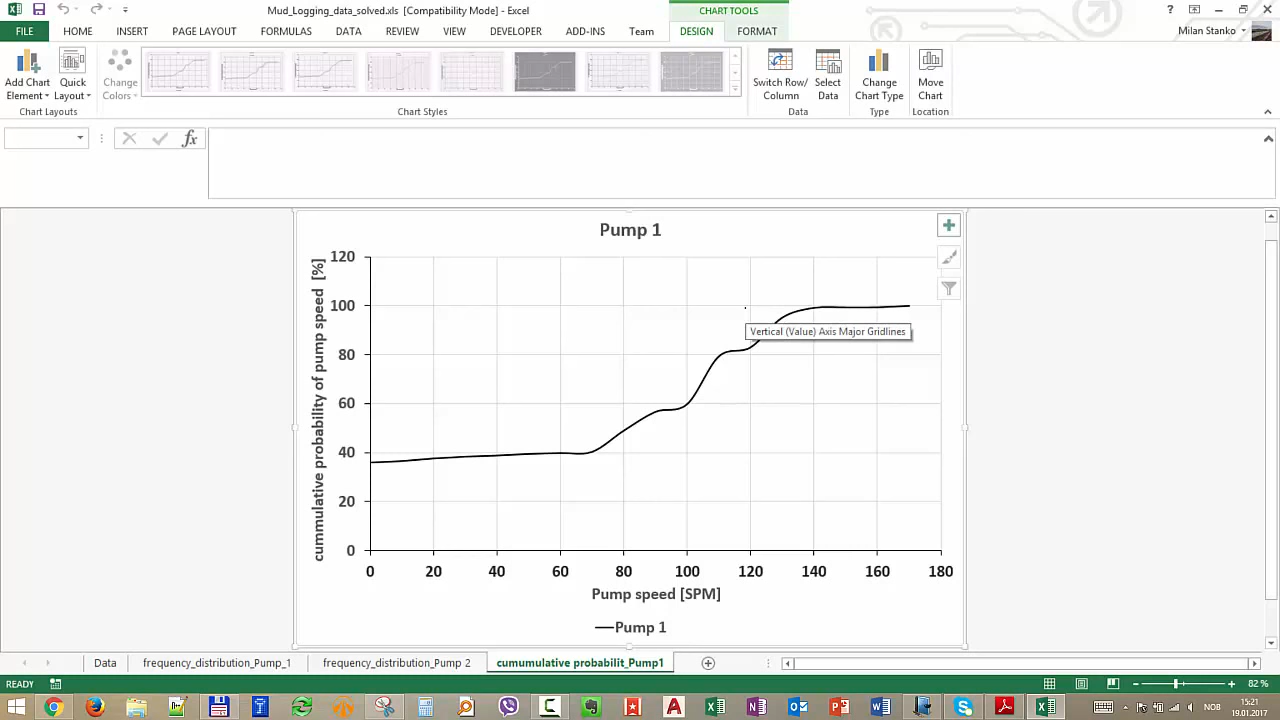 Mud_Logging_data_solved.xls [Compatibility Mode] - Excel
CHART TOOLS
FILE HOME INSERT PAGE LAYOUT FORMULAS DATA REVIEW VIEW DEVELOPER ADD-INS Team DESIGN FORMAT
Milan Stanko
Add Chart Element
Quick Layout
Change Colors
Switch Row/ Column
Select Data
Change Chart Type
Move Chart
Chart Layouts
Chart Styles
Data
Type
Location
fx
Pump 1
cummulative probability of pump speed [%]
120
100
80
60
40
20
0
Vertical (Value) Axis Major Gridlines
0 20 40 60 80 100 120 140 160 180
Pump speed [SPM]
Pump 1
Data frequency_distribution_Pump_1 frequency_distribution_Pump 2 cumumulative probabilit_Pump1
READY
82 %
NOB
15:21
19.01.2017